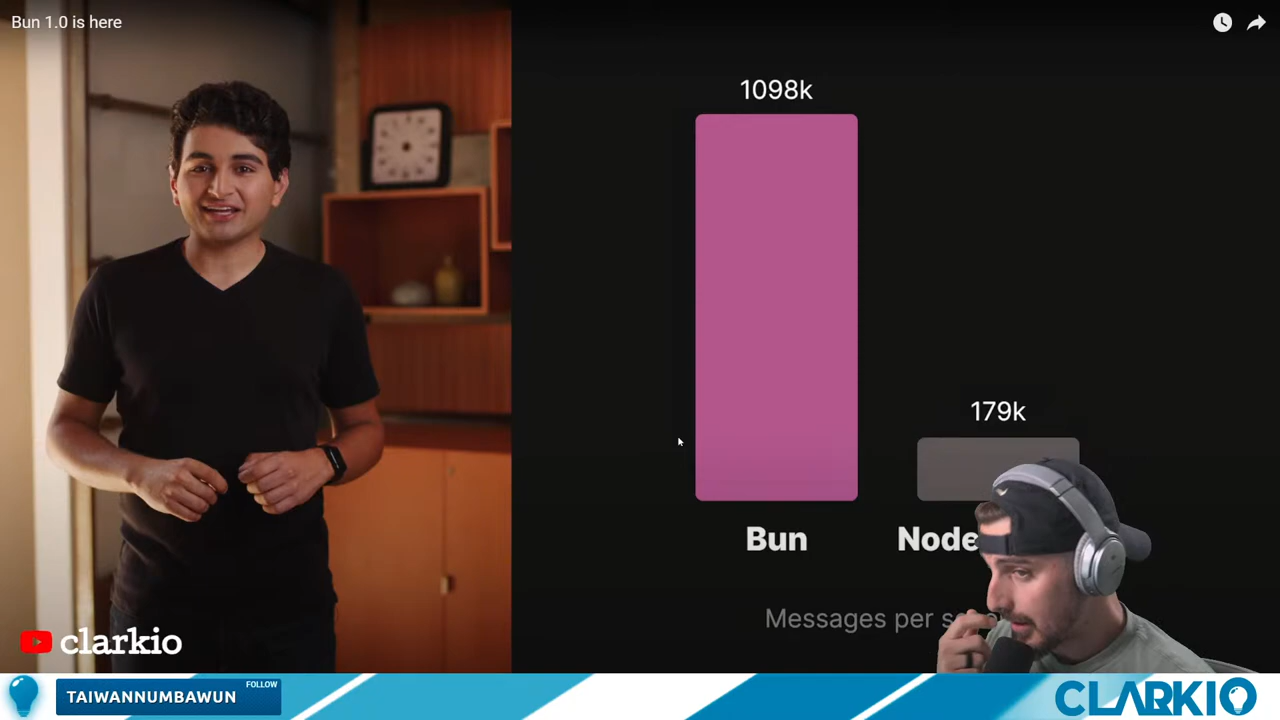 Bun 1.0 is here
1098k
179k
Bun
Node
Messages per
clarkio
TAIWANNUMBAWUN
FOLLOW
CLARKIO